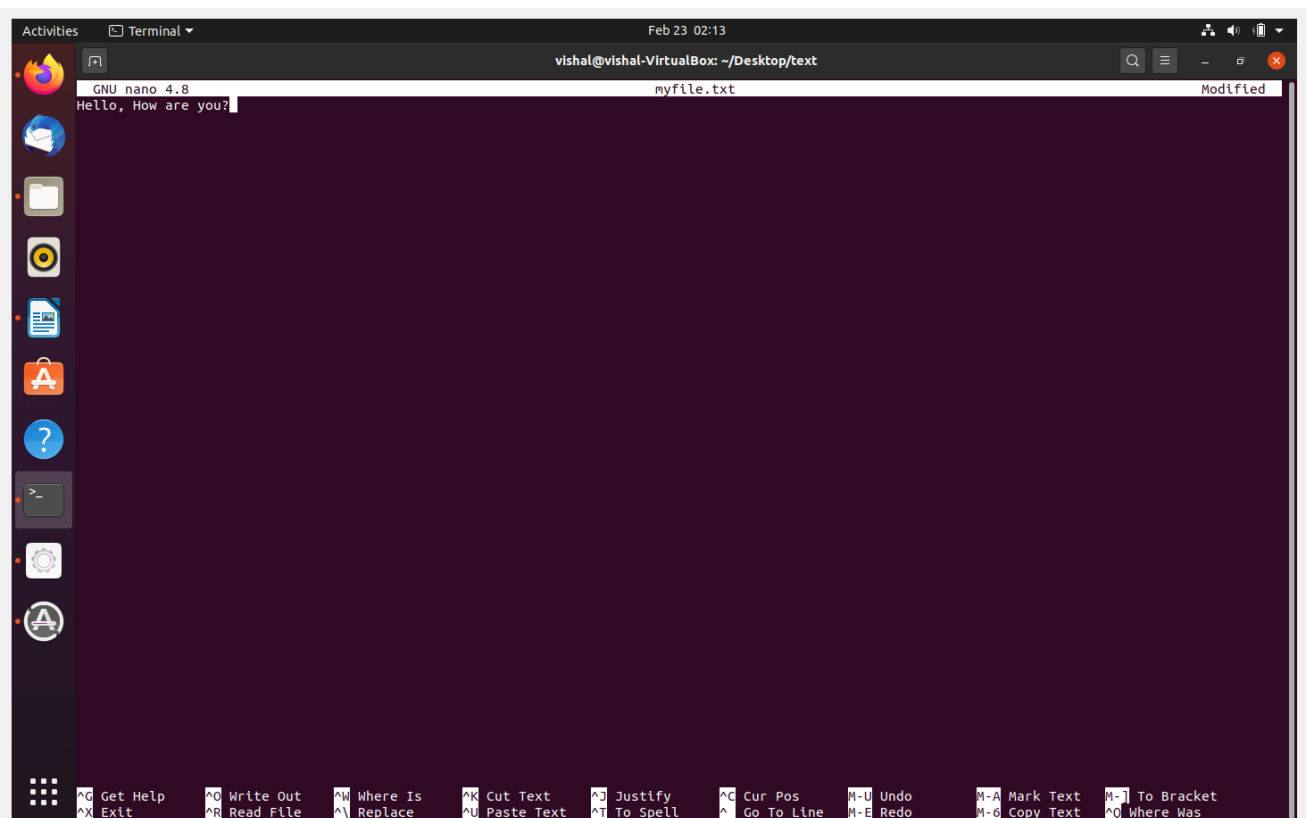 Activities Terminal Feb 23 02:13
vishal@vishal-VirtualBox: ~/Desktop/text
GNU nano 4.8 myfile.txt Modified
Hello, How are you?
^G Get Help ^O Write Out ^W Where Is ^K Cut Text ^J Justify ^C Cur Pos M-U Undo M-A Mark Text M-] To Bracket
^X Exit ^R Read File ^\ Replace ^U Paste Text ^T To Spell ^ Go To Line M-E Redo M-6 Copy Text ^Q Where Was